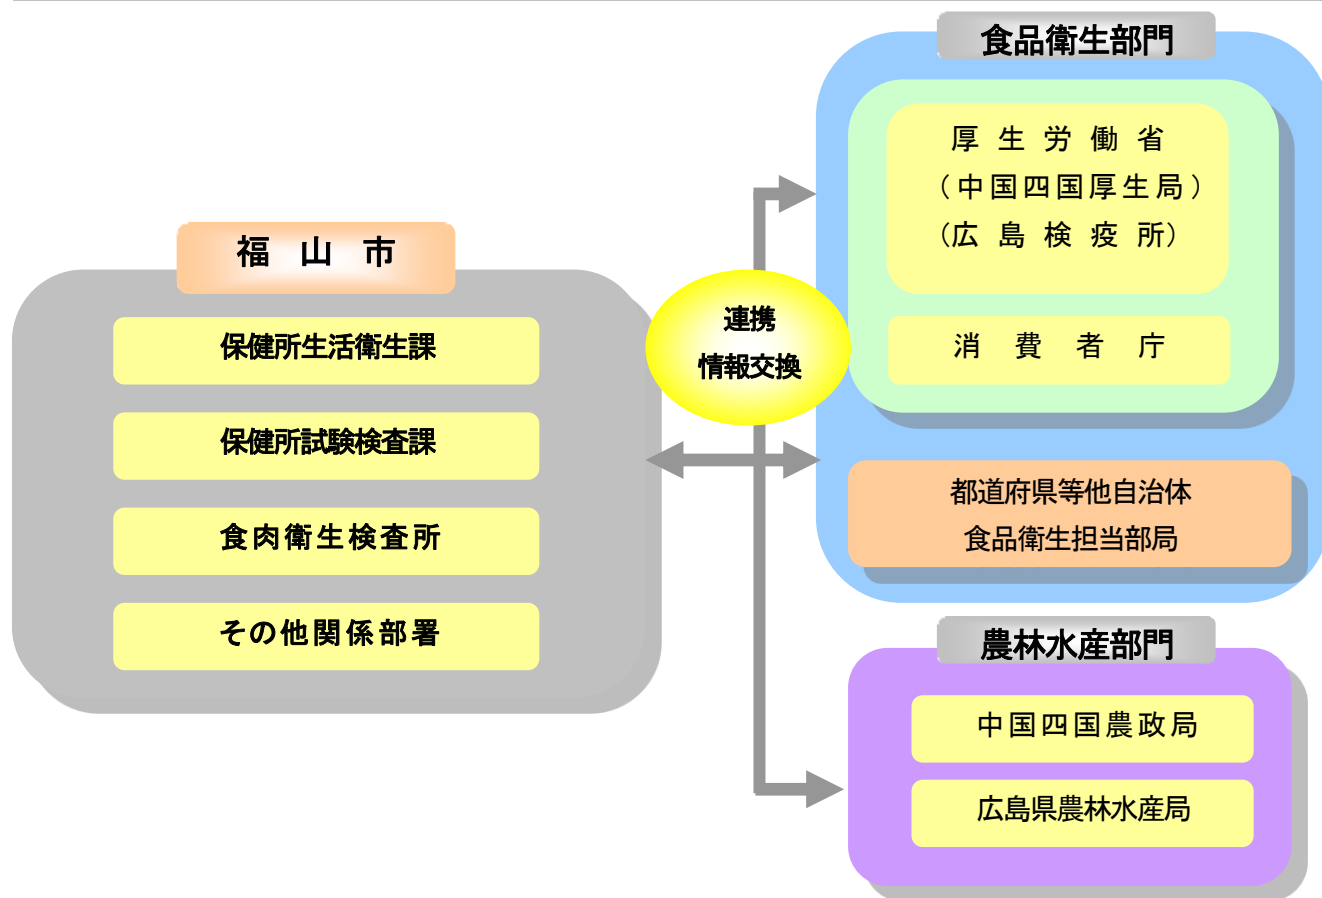 福山市
保健所生活衛生課
保健所試験検査課
食肉衛生検査所
その他関係部署
連携
情報交換
食品衛生部門
厚生労働省
（中国四国厚生局）
（広島検疫所）
消費者庁
都道府県等他自治体
食品衛生担当部局
農林水産部門
中国四国農政局
広島県農林水産局